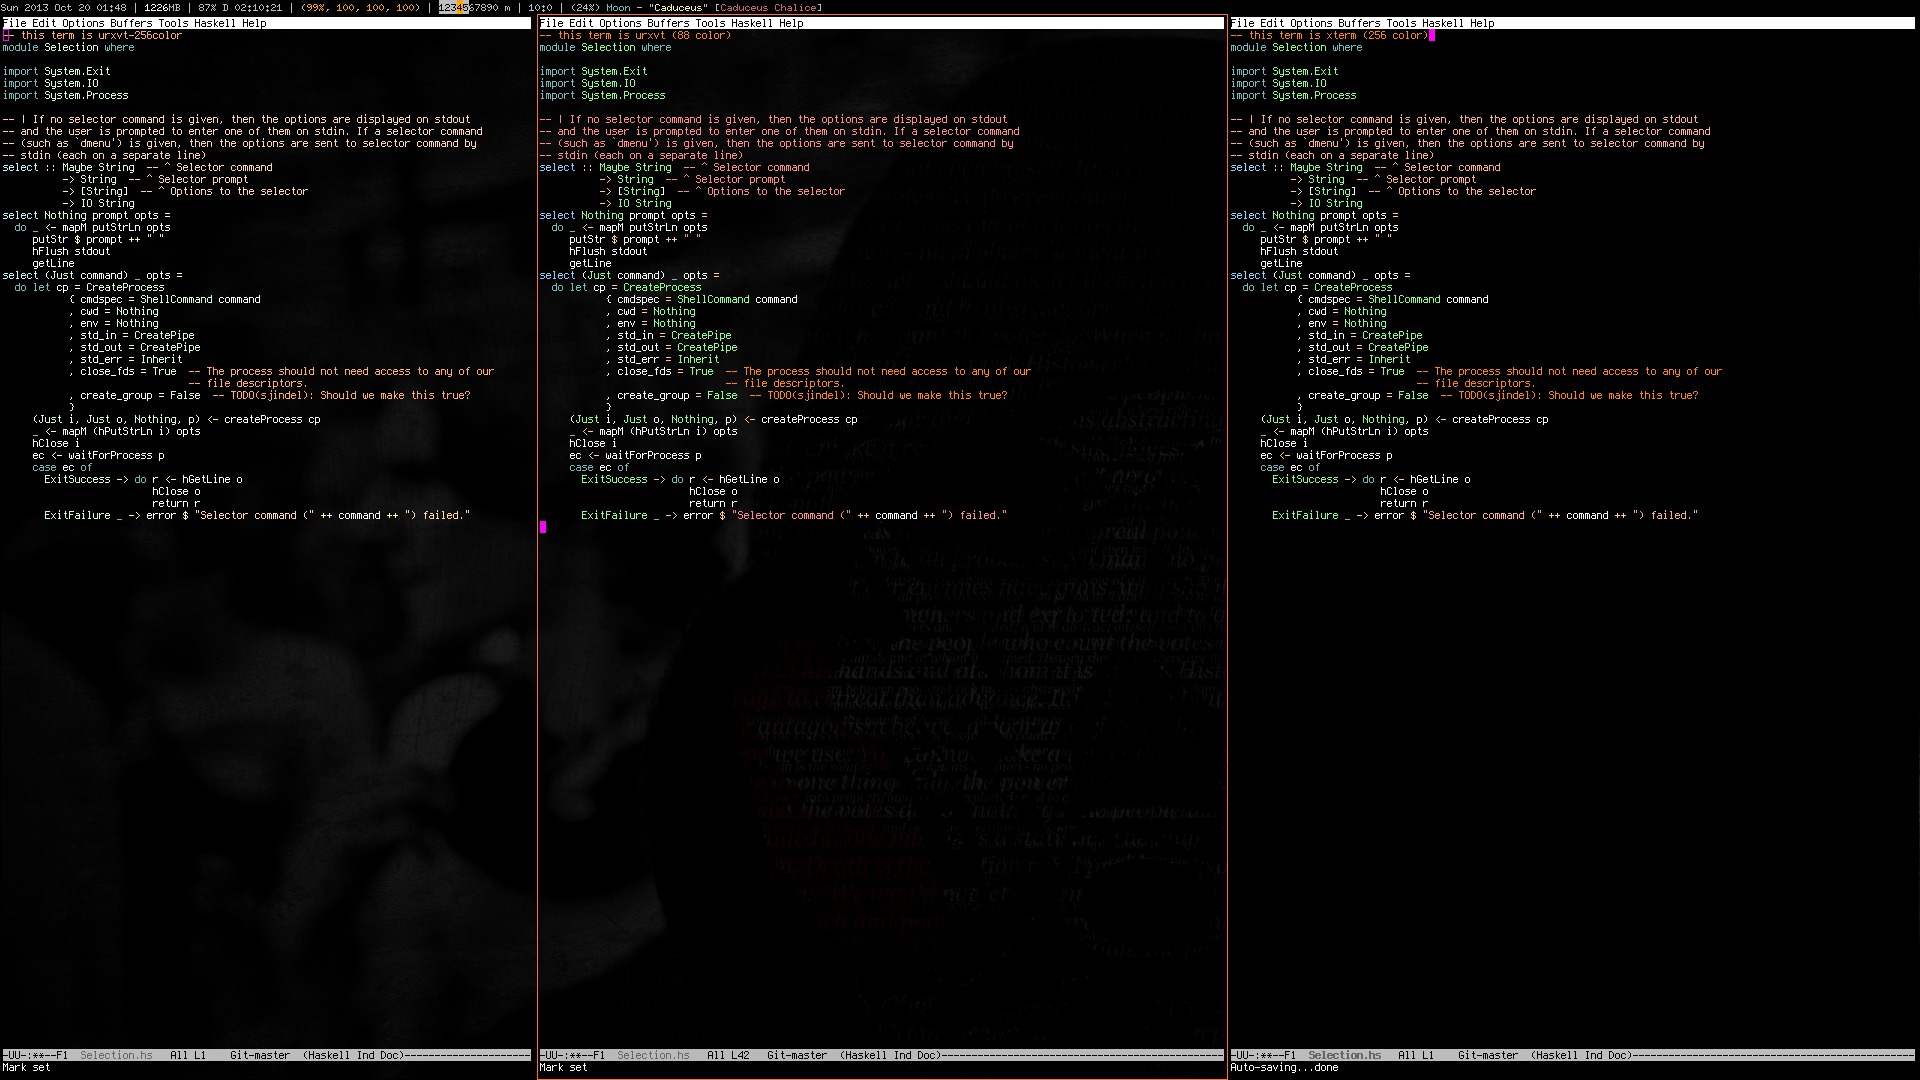 Sun 2013 Oct 20 01:48 | 1226MB | 87% D 02:10:21 | (99%, 100, 100, 100) | 1234567890 m | 10:0 | (24%) Moon - "Caduceus" [Caduceus Chalice]
File Edit Options Buffers Tools Haskell Help
-- this term is urxvt-256color
module Selection where
import System.Exit
import System.IO
import System.Process
-- | If no selector command is given, then the options are displayed on stdout
-- and the user is prompted to enter one of them on stdin. If a selector command
-- (such as `dmenu') is given, then the options are sent to selector command by
-- stdin (each on a separate line)
select :: Maybe String  -- ^ Selector command
          -> String  -- ^ Selector prompt
          -> [String]  -- ^ Options to the selector
          -> IO String
select Nothing prompt opts =
  do _ <- mapM putStrLn opts
     putStr $ prompt ++ " "
     hFlush stdout
     getLine
select (Just command) _ opts =
  do let cp = CreateProcess
           { cmdspec = ShellCommand command
           , cwd = Nothing
           , env = Nothing
           , std_in = CreatePipe
           , std_out = CreatePipe
           , std_err = Inherit
           , close_fds = True  -- The process should not need access to any of our
                               -- file descriptors.
           , create_group = False  -- TODO(sjindel): Should we make this true?
           }
     (Just i, Just o, Nothing, p) <- createProcess cp
     _ <- mapM (hPutStrLn i) opts
     hClose i
     ec <- waitForProcess p
     case ec of
       ExitSuccess -> do r <- hGetLine o
                         hClose o
                         return r
       ExitFailure _ -> error $ "Selector command (" ++ command ++ ") failed."
-UU-:**--F1  Selection.hs   All L1    Git-master  (Haskell Ind Doc)---------------------
Mark set
File Edit Options Buffers Tools Haskell Help
-- this term is urxvt (88 color)
module Selection where
import System.Exit
import System.IO
import System.Process
-- | If no selector command is given, then the options are displayed on stdout
-- and the user is prompted to enter one of them on stdin. If a selector command
-- (such as `dmenu') is given, then the options are sent to selector command by
-- stdin (each on a separate line)
select :: Maybe String  -- ^ Selector command
          -> String  -- ^ Selector prompt
          -> [String]  -- ^ Options to the selector
          -> IO String
select Nothing prompt opts =
  do _ <- mapM putStrLn opts
     putStr $ prompt ++ " "
     hFlush stdout
     getLine
select (Just command) _ opts =
  do let cp = CreateProcess
           { cmdspec = ShellCommand command
           , cwd = Nothing
           , env = Nothing
           , std_in = CreatePipe
           , std_out = CreatePipe
           , std_err = Inherit
           , close_fds = True  -- The process should not need access to any of our
                               -- file descriptors.
           , create_group = False  -- TODO(sjindel): Should we make this true?
           }
     (Just i, Just o, Nothing, p) <- createProcess cp
     _ <- mapM (hPutStrLn i) opts
     hClose i
     ec <- waitForProcess p
     case ec of
       ExitSuccess -> do r <- hGetLine o
                         hClose o
                         return r
       ExitFailure _ -> error $ "Selector command (" ++ command ++ ") failed."
-UU-:**--F1  Selection.hs   All L42   Git-master  (Haskell Ind Doc)-----------------------------------------------
Mark set
File Edit Options Buffers Tools Haskell Help
-- this term is xterm (256 color)
module Selection where
import System.Exit
import System.IO
import System.Process
-- | If no selector command is given, then the options are displayed on stdout
-- and the user is prompted to enter one of them on stdin. If a selector command
-- (such as `dmenu') is given, then the options are sent to selector command by
-- stdin (each on a separate line)
select :: Maybe String  -- ^ Selector command
          -> String  -- ^ Selector prompt
          -> [String]  -- ^ Options to the selector
          -> IO String
select Nothing prompt opts =
  do _ <- mapM putStrLn opts
     putStr $ prompt ++ " "
     hFlush stdout
     getLine
select (Just command) _ opts =
  do let cp = CreateProcess
           { cmdspec = ShellCommand command
           , cwd = Nothing
           , env = Nothing
           , std_in = CreatePipe
           , std_out = CreatePipe
           , std_err = Inherit
           , close_fds = True  -- The process should not need access to any of our
                               -- file descriptors.
           , create_group = False  -- TODO(sjindel): Should we make this true?
           }
     (Just i, Just o, Nothing, p) <- createProcess cp
     _ <- mapM (hPutStrLn i) opts
     hClose i
     ec <- waitForProcess p
     case ec of
       ExitSuccess -> do r <- hGetLine o
                         hClose o
                         return r
       ExitFailure _ -> error $ "Selector command (" ++ command ++ ") failed."
-UU-:**--F1  Selection.hs   All L1    Git-master  (Haskell Ind Doc)-----------------------------------------------
Auto-saving...done